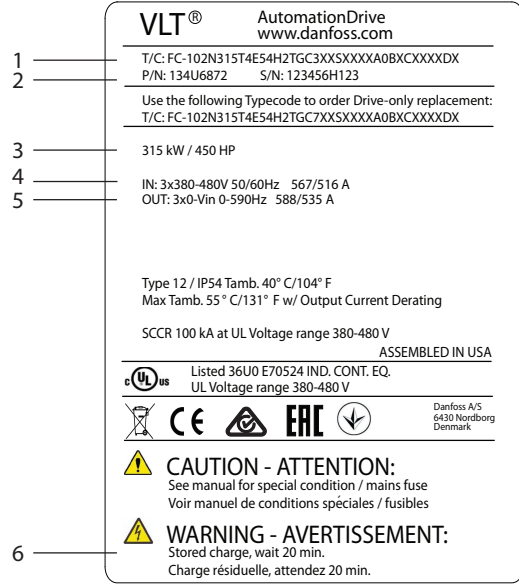 VLT® AutomationDrive
www.danfoss.com
1 T/C: FC-102N315T4E54H2TGC3XXSXXXXA0BXCXXXXDX
2 P/N: 134U6872 S/N: 123456H123
Use the following Typecode to order Drive-only replacement:
T/C: FC-102N315T4E54H2TGC7XXSXXXXA0BXCXXXXDX
3 315 kW / 450 HP
4 IN: 3x380-480V 50/60Hz 567/516 A
5 OUT: 3x0-Vin 0-590Hz 588/535 A
Type 12 / IP54 Tamb. 40° C/104° F
Max Tamb. 55° C/131° F w/ Output Current Derating
SCCR 100 kA at UL Voltage range 380-480 V
ASSEMBLED IN USA
c UL us Listed 36U0 E70524 IND. CONT. EQ.
UL Voltage range 380-480 V
CE EAC
Danfoss A/S
6430 Nordborg
Denmark
CAUTION - ATTENTION:
See manual for special condition / mains fuse
Voir manuel de conditions spéciales / fusibles
WARNING - AVERTISSEMENT:
6 Stored charge, wait 20 min.
Charge résiduelle, attendez 20 min.